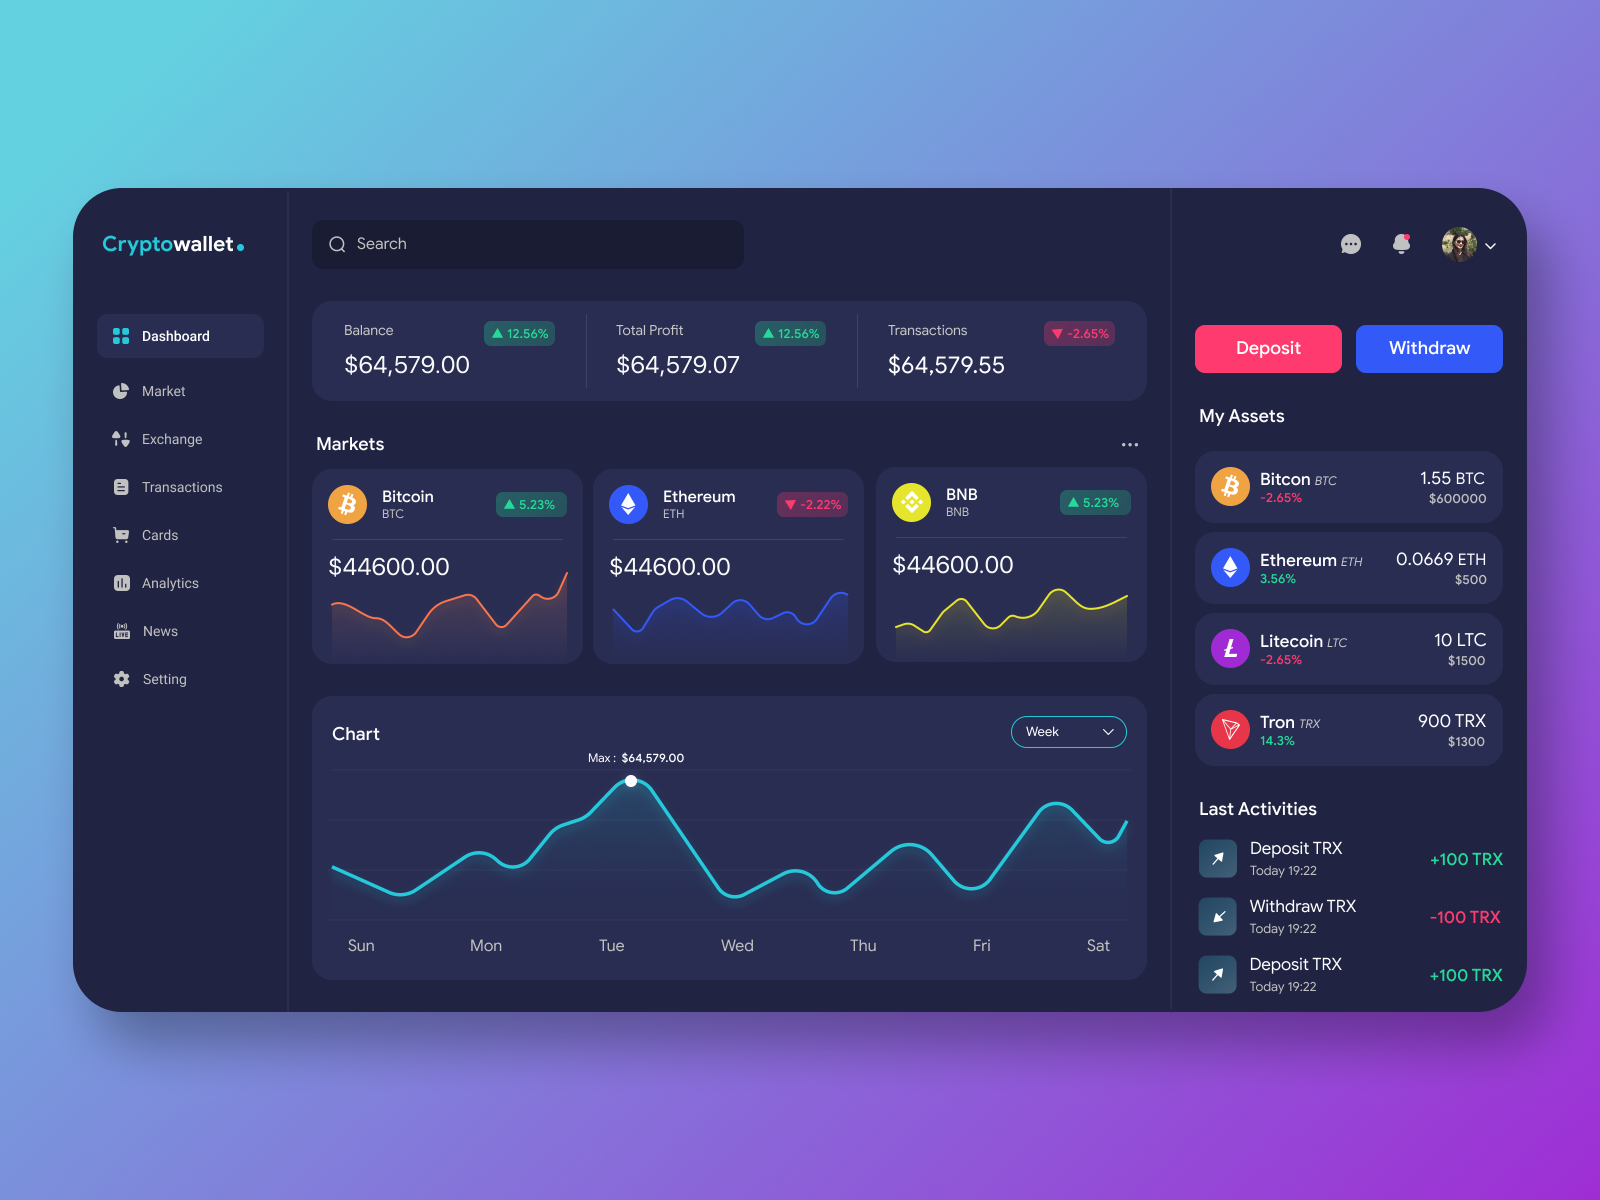 Cryptowallet
Dashboard
Market
Exchange
Transactions
Cards
Analytics
LIVE
News
Setting
Search
Balance
12.56%
$64,579.00
Total Profit
12.56%
$64,579.07
Transactions
-2.65%
$64,579.55
Markets
Bitcoin
BTC
5.23%
$44600.00
Ethereum
ETH
-2.22%
$44600.00
BNB
BNB
5.23%
$44600.00
Chart
Week
Max : $64,579.00
Sun Mon Tue Wed Thu Fri Sat
Deposit
Withdraw
My Assets
Bitcon BTC
-2.65%
1.55 BTC
$600000
Ethereum ETH
3.56%
0.0669 ETH
$500
Litecoin LTC
-2.65%
10 LTC
$1500
Tron TRX
14.3%
900 TRX
$1300
Last Activities
Deposit TRX
Today 19:22
+100 TRX
Withdraw TRX
Today 19:22
-100 TRX
Deposit TRX
Today 19:22
+100 TRX